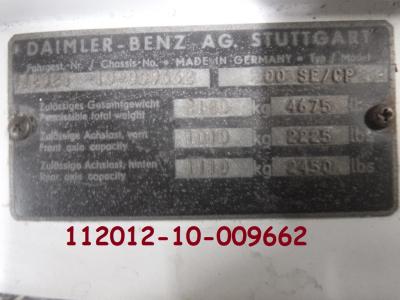 DAIMLER-BENZ AG. STUTTGART
Fahrgest.-Nr. / Chassis-No. • MADE IN GERMANY • Typ / Model
SE/CP
Zulässiges Gesamtgewicht kg 4675 lbs
Permissible total weight
Zulässige Achslast, vorn kg 2225 lbs
Front axle capacity
Zulässige Achslast, hinten kg 2450 lbs
Rear axle capacity
112012-10-009662